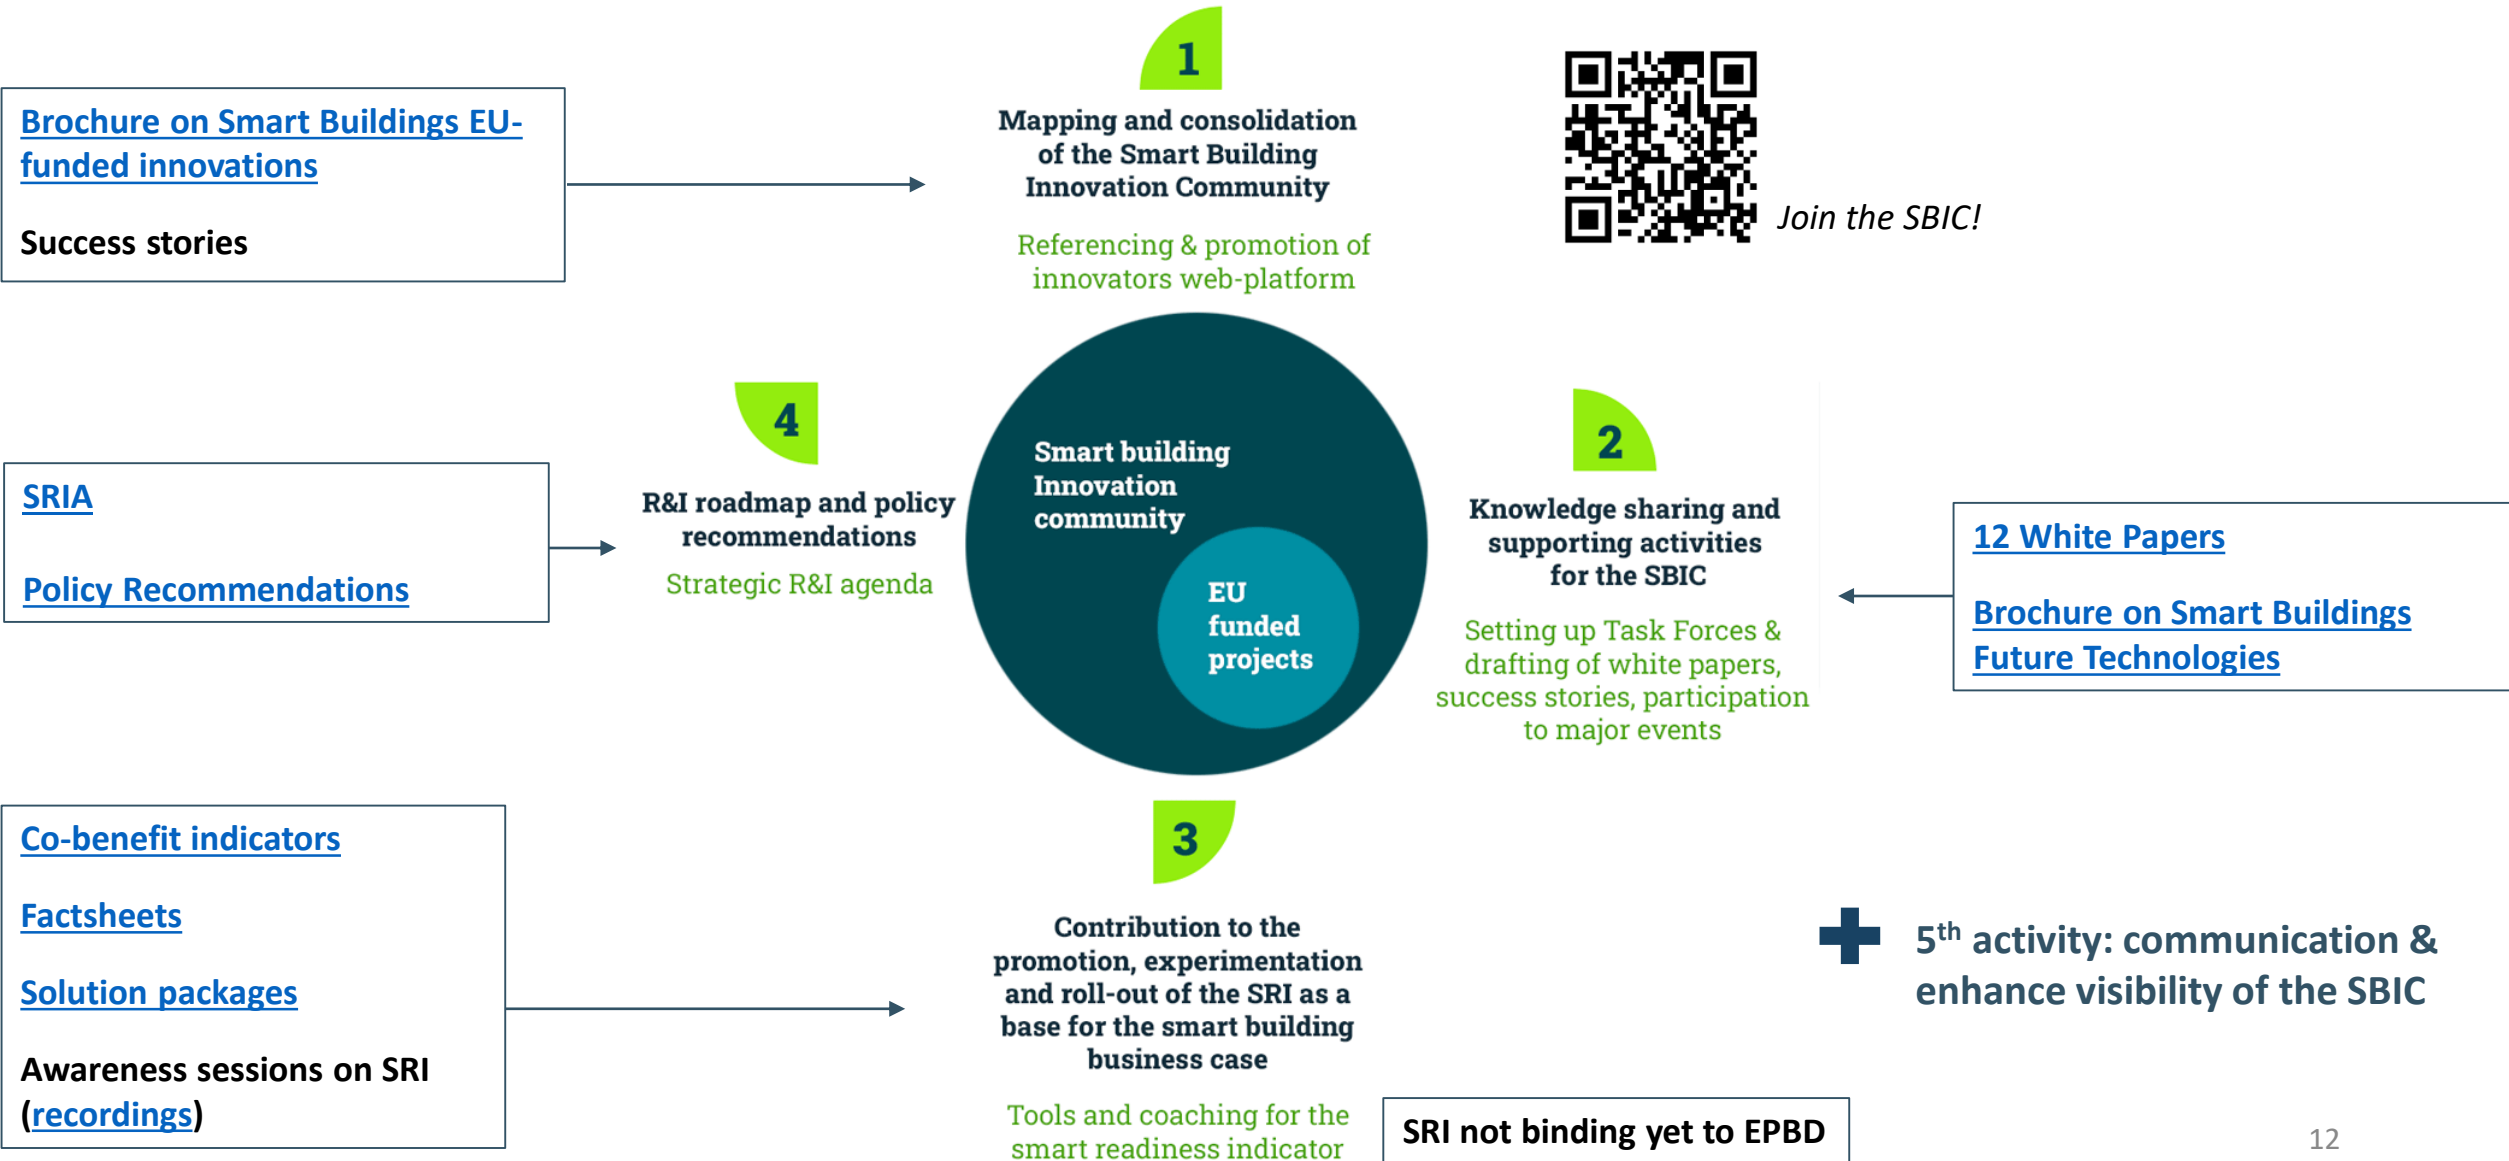 1
Mapping and consolidation
of the Smart Building
Innovation Community
Referencing & promotion of
innovators web-platform
Brochure on Smart Buildings EU-
funded innovations
Success stories
Join the SBIC!
4
R&I roadmap and policy
recommendations
Strategic R&I agenda
SRIA
Policy Recommendations
Smart building
Innovation
community
EU
funded
projects
2
Knowledge sharing and
supporting activities
for the SBIC
Setting up Task Forces &
drafting of white papers,
success stories, participation
to major events
12 White Papers
Brochure on Smart Buildings
Future Technologies
Co-benefit indicators
Factsheets
Solution packages
Awareness sessions on SRI
(recordings)
3
Contribution to the
promotion, experimentation
and roll-out of the SRI as a
base for the smart building
business case
Tools and coaching for the
smart readiness indicator
5th activity: communication &
enhance visibility of the SBIC
SRI not binding yet to EPBD
12